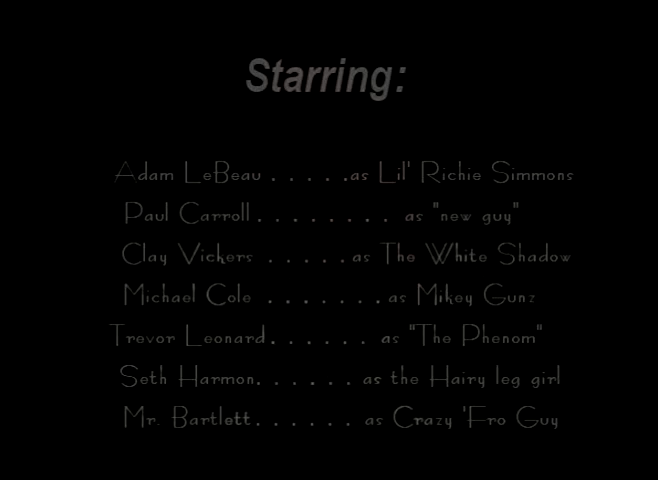 Starring:
Adam LeBeau . . . . .as Lil' Richie Simmons
Paul Carroll. . . . . . . . as "new guy"
Clay Vickers . . . . . as The White Shadow
Michael Cole . . . . . . . as Mikey Gunz
Trevor Leonard. . . . . . as "The Phenom"
Seth Harmon. . . . . . as the Hairy leg girl
Mr. Bartlett. . . . . . as Crazy 'Fro Guy